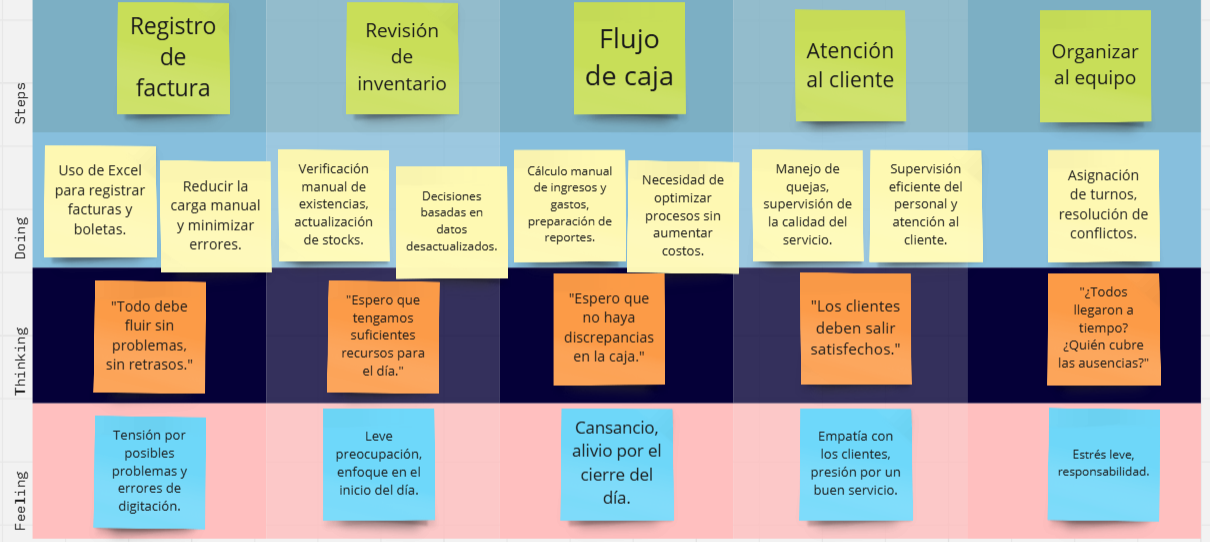 Steps
Registro
de
factura
Revisión
de
inventario
Flujo
de caja
Atención
al cliente
Organizar
al equipo
Doing
Uso de Excel
para registrar
facturas y
boletas.
Reducir la
carga manual
y minimizar
errores.
Verificación
manual de
existencias,
actualización
de stocks.
Decisiones
basadas en
datos
desactualizados.
Cálculo manual
de ingresos y
gastos,
preparación de
reportes.
Necesidad de
optimizar
procesos sin
aumentar
costos.
Manejo de
quejas,
supervisión de
la calidad del
servicio.
Supervisión
eficiente del
personal y
atención al
cliente.
Asignación
de turnos,
resolución de
conflictos.
Thinking
"Todo debe
fluir sin
problemas,
sin retrasos."
"Espero que
tengamos
suficientes
recursos para
el día."
"Espero que
no haya
discrepancias
en la caja."
"Los clientes
deben salir
satisfechos."
"¿Todos
llegaron a
tiempo?
¿Quién cubre
las ausencias?"
Feeling
Tensión por
posibles
problemas y
errores de
digitación.
Leve
preocupación,
enfoque en el
inicio del día.
Cansancio,
alivio por el
cierre del
día.
Empatía con
los clientes,
presión por un
buen servicio.
Estrés leve,
responsabilidad.